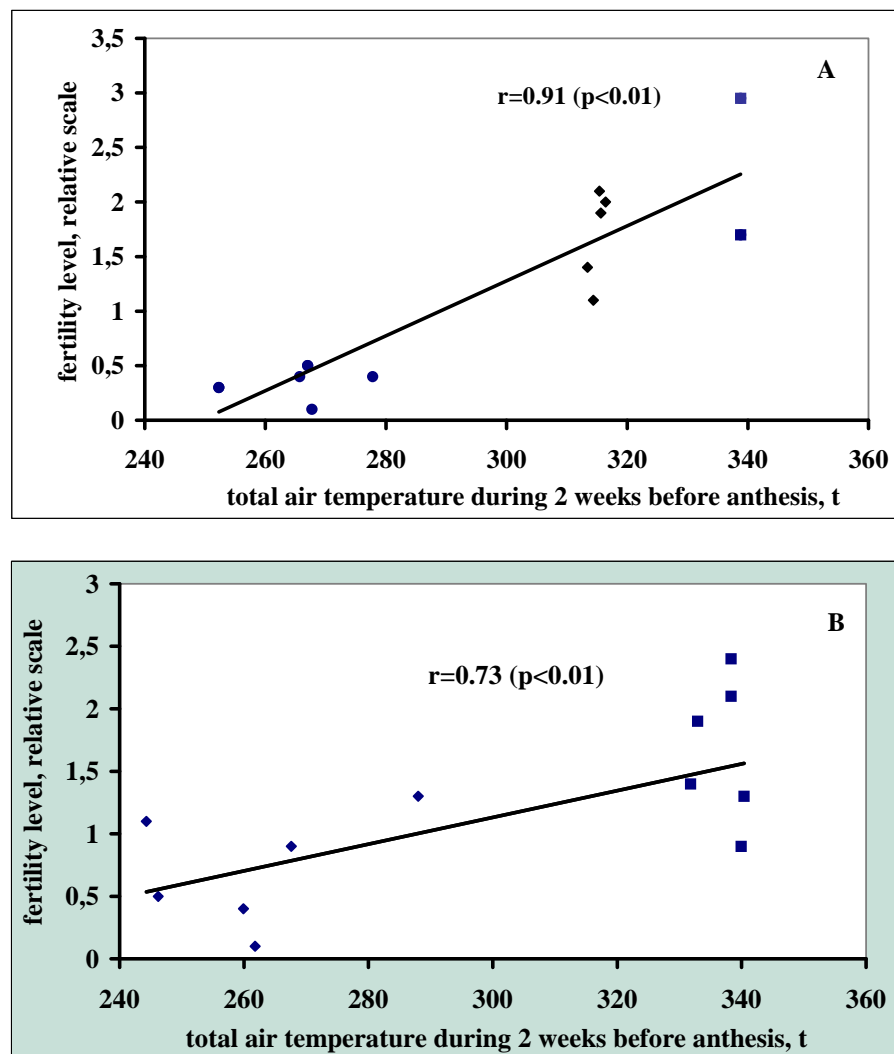 A
r=0.91 (p<0.01)
fertility level, relative scale
3,5
3
2,5
2
1,5
1
0,5
0
240 260 280 300 320 340 360
total air temperature during 2 weeks before anthesis, t
B
r=0.73 (p<0.01)
fertility level, relative scale
3
2,5
2
1,5
1
0,5
0
240 260 280 300 320 340 360
total air temperature during 2 weeks before anthesis, t